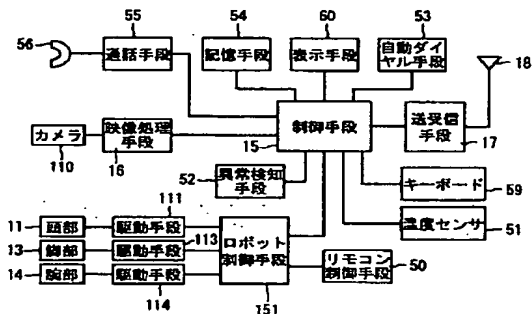 55
54
60
53
56
通話手段
記憶手段
表示手段
自動ダイ
ヤル手段
18
カメラ
110
映像処理
手段
16
制御手段
15
送受信
手段
17
52
異常検知
手段
キーボード
59
温度センサ
51
111
11
頭部
駆動手段
113
13
脚部
駆動手段
14
腕部
駆動手段
114
ロボット
制御手段
151
リモコン
制御手段
50